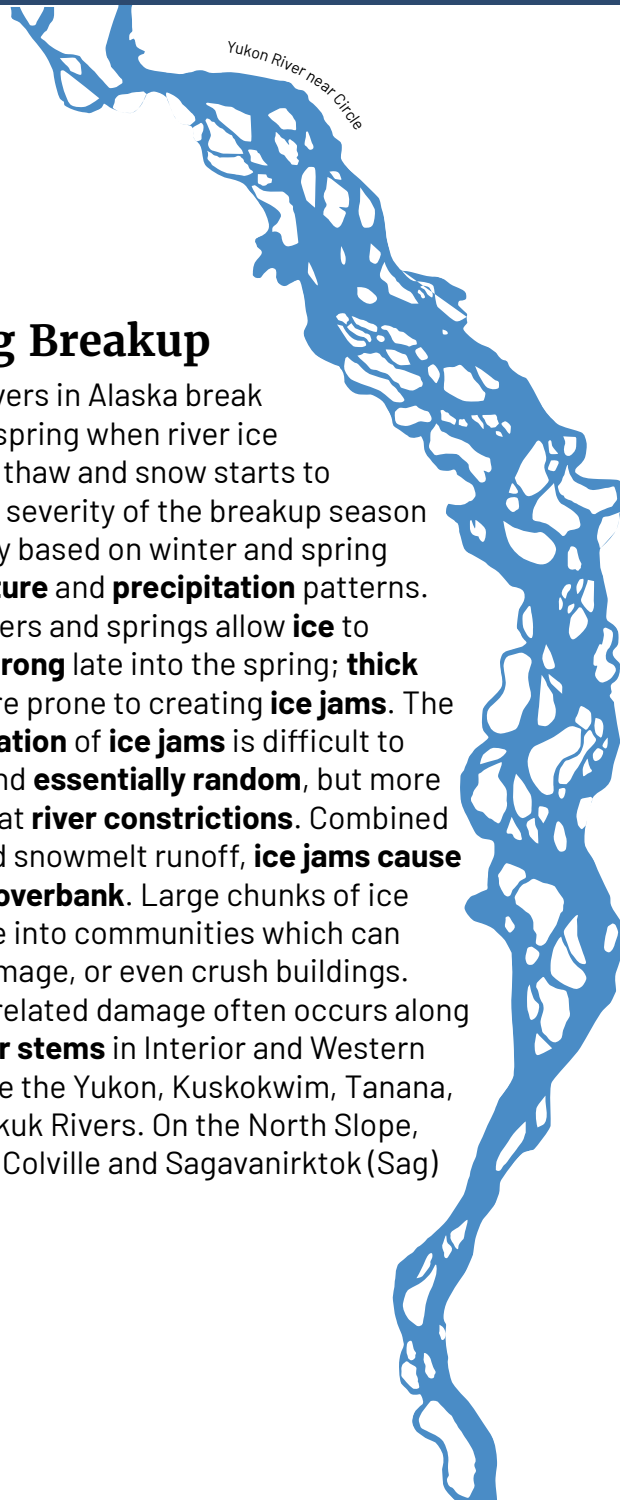 Yukon River near Circle
g Breakup
vers in Alaska break
spring when river ice
thaw and snow starts to
severity of the breakup season
y based on winter and spring
ture and precipitation patterns.
ers and springs allow ice to
rong late into the spring; thick
re prone to creating ice jams. The
ation of ice jams is difficult to
nd essentially random, but more
at river constrictions. Combined
d snowmelt runoff, ice jams cause
overbank. Large chunks of ice
e into communities which can
mage, or even crush buildings.
related damage often occurs along
r stems in Interior and Western
e the Yukon, Kuskokwim, Tanana,
kuk Rivers. On the North Slope,
Colville and Sagavanirktok (Sag)